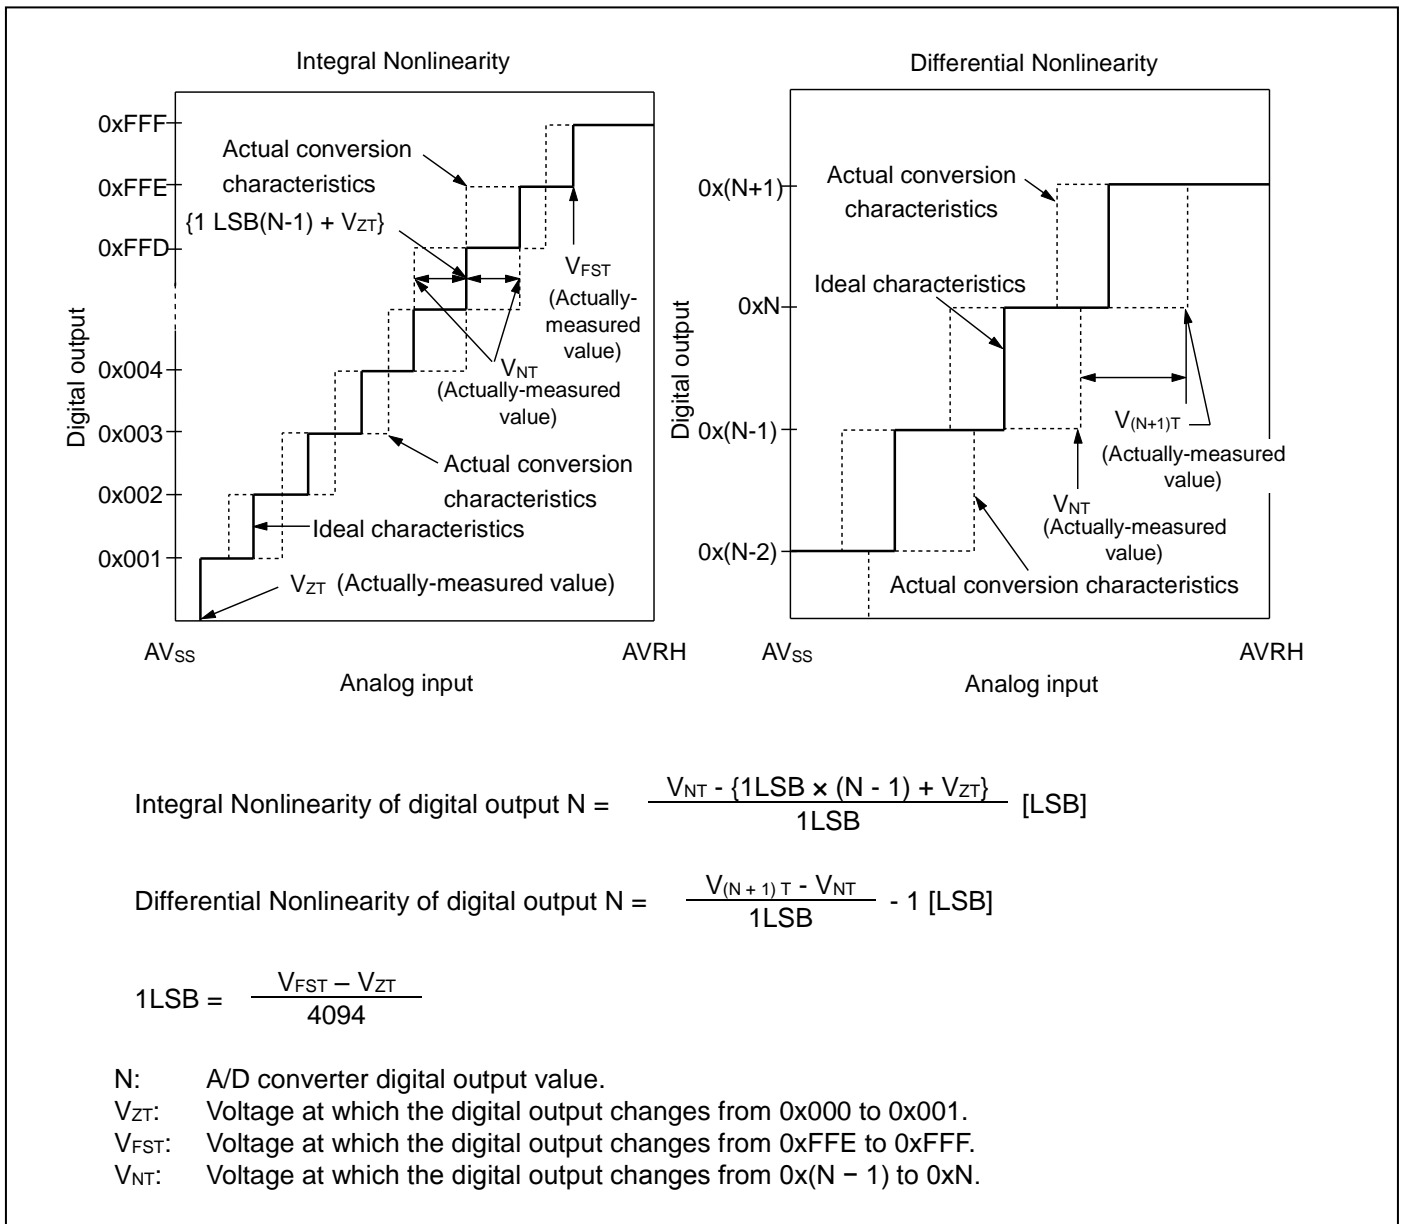 Integral Nonlinearity
0xFFF
0xFFE
0xFFD
0x004
0x003
0x002
0x001
Digital output
Actual conversion
characteristics
{1 LSB(N-1) + VZT}
VFST
(Actually-
measured
value)
VNT
(Actually-measured
value)
Actual conversion
characteristics
Ideal characteristics
VZT (Actually-measured value)
AVSS
AVRH
Analog input
Differential Nonlinearity
0x(N+1)
0xN
0x(N-1)
0x(N-2)
Digital output
Actual conversion
characteristics
Ideal characteristics
V(N+1)T
(Actually-measured
value)
VNT
(Actually-measured
value)
Actual conversion characteristics
AVSS
AVRH
Analog input
Integral Nonlinearity of digital output N =
VNT - {1LSB × (N - 1) + VZT}
1LSB
[LSB]
Differential Nonlinearity of digital output N =
V(N + 1) T - VNT
1LSB
- 1 [LSB]
1LSB =
VFST – VZT
4094
N: A/D converter digital output value.
VZT: Voltage at which the digital output changes from 0x000 to 0x001.
VFST: Voltage at which the digital output changes from 0xFFE to 0xFFF.
VNT: Voltage at which the digital output changes from 0x(N − 1) to 0xN.